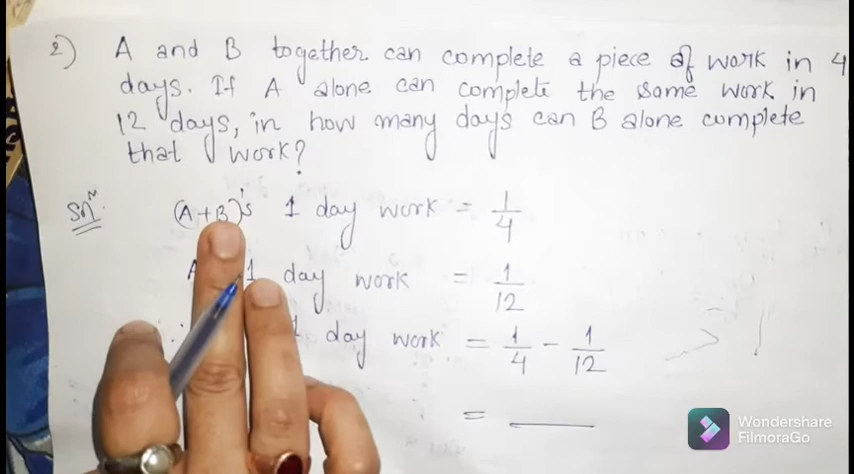 2) A and B together can complete a piece of work in 4
days. If A alone can complete the same work in
12 days, in how many days can B alone complete
that work?
Solⁿ (A+B)'s 1 day work = 1/4
A 1 day work = 1/12
1 day work = 1/4 - 1/12
= 
Wondershare
FilmoraGo